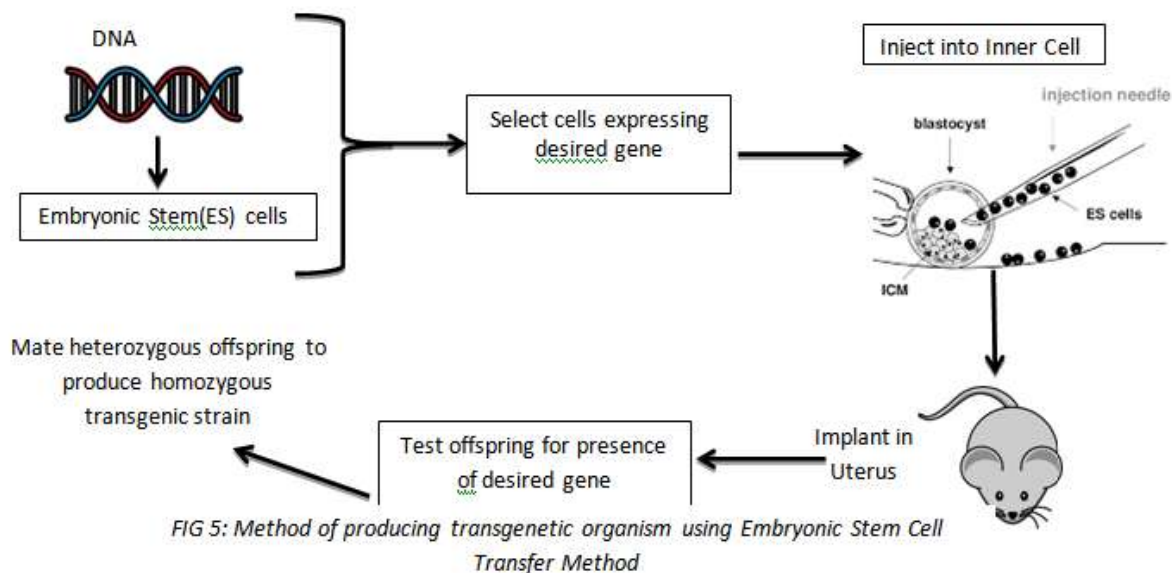 DNA
Embryonic Stem(ES) cells
Select cells expressing
desired gene
Inject into Inner Cell
injection needle
blastocyst
ES cells
ICM
Implant in
Uterus
Test offspring for presence
of desired gene
Mate heterozygous offspring to
produce homozygous
transgenic strain
FIG 5: Method of producing transgenetic organism using Embryonic Stem Cell
Transfer Method